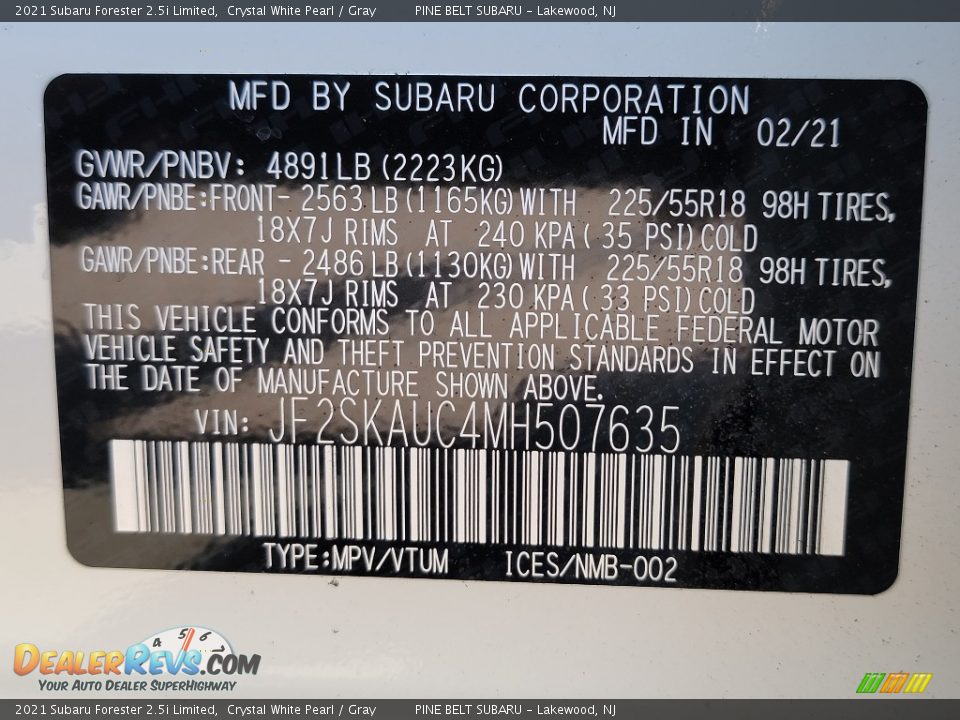 2021 Subaru Forester 2.5i Limited, Crystal White Pearl / Gray PINE BELT SUBARU - Lakewood, NJ
MFD BY SUBARU CORPORATION
MFD IN 02/21
GVWR/PNBV: 4891LB (2223KG)
GAWR/PNBE:FRONT- 2563 LB (1165KG) WITH 225/55R18 98H TIRES,
18X7J RIMS AT 240 KPA ( 35 PSI) COLD
GAWR/PNBE:REAR - 2486 LB (1130KG) WITH 225/55R18 98H TIRES,
18X7J RIMS AT 230 KPA ( 33 PSI) COLD
THIS VEHICLE CONFORMS TO ALL APPLICABLE FEDERAL MOTOR
VEHICLE SAFETY AND THEFT PREVENTION STANDARDS IN EFFECT ON
THE DATE OF MANUFACTURE SHOWN ABOVE.
VIN: JF2SKAUC4MH507635
TYPE:MPV/VTUM ICES/NMB-002
4 5 6
DEALERREVS.COM
YOUR AUTO DEALER SUPERHIGHWAY
2021 Subaru Forester 2.5i Limited, Crystal White Pearl / Gray PINE BELT SUBARU - Lakewood, NJ